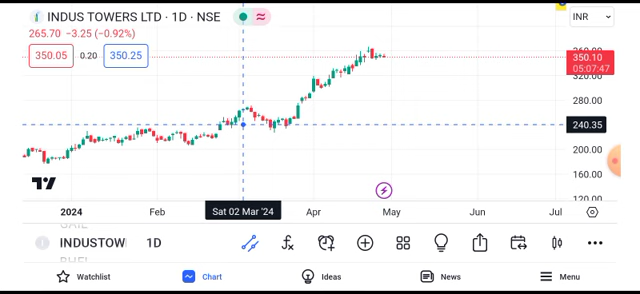 INDUS TOWERS LTD · 1D · NSE
INR
265.70 −3.25 (−0.92%)
350.05 0.20 350.25
360.00
350.10
05:07:47
320.00
280.00
240.35
200.00
160.00
120.00
2024 Feb Sat 02 Mar '24 Apr May Jun Jul
INDUSTOW 1D
Watchlist Chart Ideas News Menu